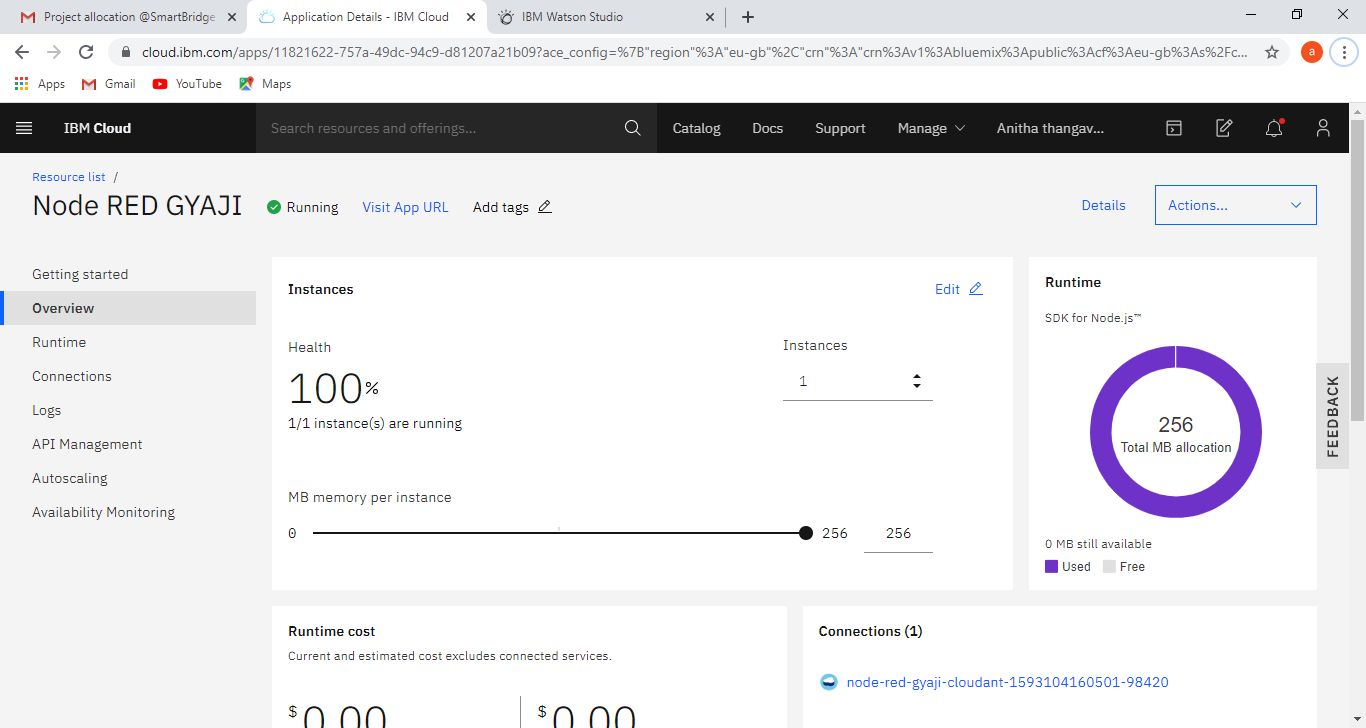 Project allocation @SmartBridge
Application Details - IBM Cloud
IBM Watson Studio
cloud.ibm.com/apps/11821622-757a-49dc-94c9-d81207a21b09?ace_config=%7B"region"%3A"eu-gb"%2C"crn"%3A"crn%3Av1%3Abluemix%3Apublic%3Acf%3Aeu-gb%3As%2Fc...
a
Apps
Gmail
YouTube
Maps
IBM Cloud
Search resources and offerings...
Catalog
Docs
Support
Manage
Anitha thangav...
Resource list /
Node RED GYAJI
Running
Visit App URL
Add tags
Details
Actions...
Getting started
Overview
Runtime
Connections
Logs
API Management
Autoscaling
Availability Monitoring
Instances
Edit
Health
100%
1/1 instance(s) are running
Instances
1
MB memory per instance
0
256
256
Runtime
SDK for Node.js™
256
Total MB allocation
0 MB still available
Used
Free
FEEDBACK
Runtime cost
Current and estimated cost excludes connected services.
$0.00
$0.00
Connections (1)
node-red-gyaji-cloudant-1593104160501-98420